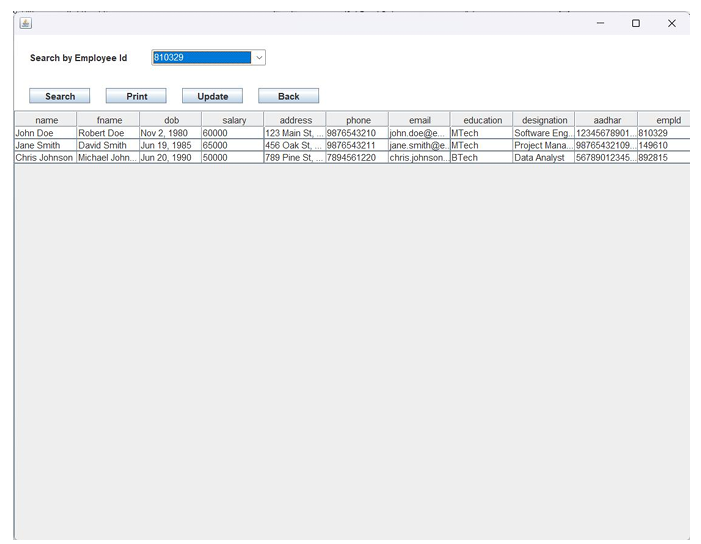 Search by Employee Id 810329
Search Print Update Back
name fname dob salary address phone email education designation aadhar empId
John Doe Robert Doe Nov 2, 1980 60000 123 Main St, ... 9876543210 john.doe@e... MTech Software Eng... 12345678901... 810329
Jane Smith David Smith Jun 19, 1985 65000 456 Oak St, ... 9876543211 jane.smith@e... MTech Project Mana... 98765432109... 149610
Chris Johnson Michael John... Jun 20, 1990 50000 789 Pine St, ... 7894561220 chris.johnson... BTech Data Analyst 56789012345... 892815